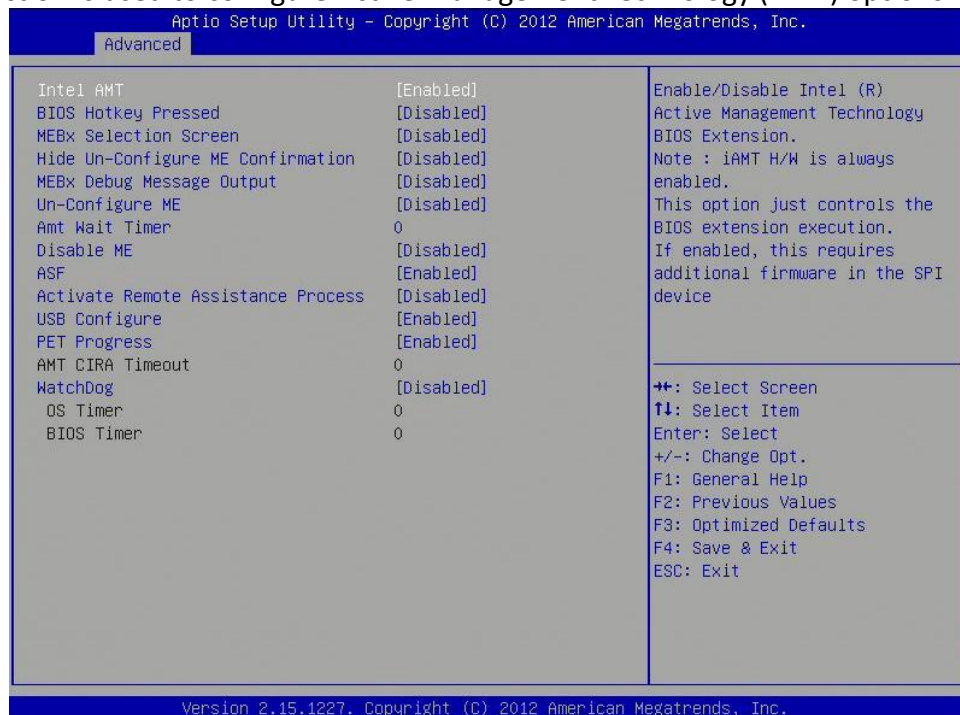 Aptio Setup Utility – Copyright (C) 2012 American Megatrends, Inc.
Advanced
Intel AMT [Enabled]
BIOS Hotkey Pressed [Disabled]
MEBx Selection Screen [Disabled]
Hide Un-Configure ME Confirmation [Disabled]
MEBx Debug Message Output [Disabled]
Un-Configure ME [Disabled]
Amt Wait Timer 0
Disable ME [Disabled]
ASF [Enabled]
Activate Remote Assistance Process [Disabled]
USB Configure [Enabled]
PET Progress [Enabled]
AMT CIRA Timeout 0
WatchDog [Disabled]
OS Timer 0
BIOS Timer 0
Enable/Disable Intel (R)
Active Management Technology
BIOS Extension.
Note : iAMT H/W is always
enabled.
This option just controls the
BIOS extension execution.
If enabled, this requires
additional firmware in the SPI
device
→←: Select Screen
↑↓: Select Item
Enter: Select
+/-: Change Opt.
F1: General Help
F2: Previous Values
F3: Optimized Defaults
F4: Save & Exit
ESC: Exit
Version 2.15.1227. Copyright (C) 2012 American Megatrends, Inc.